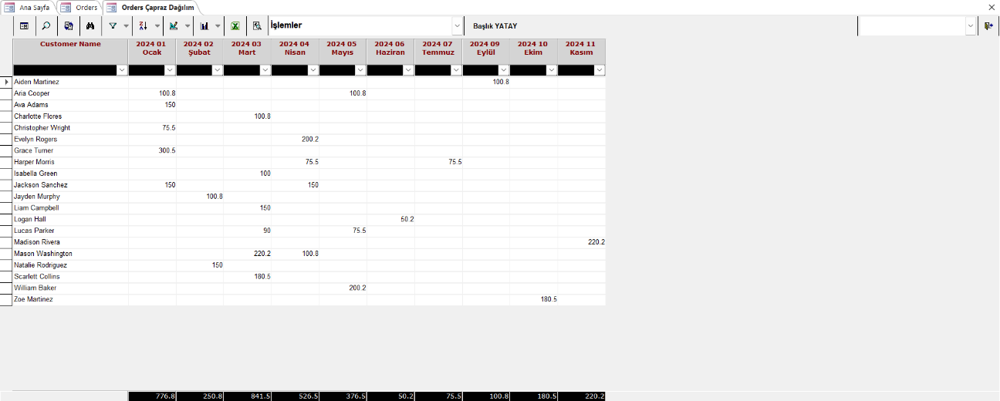 Ana Sayfa Orders Orders Çapraz Dağılım
İşlemler Başlık YATAY
Customer Name 2024 01 Ocak 2024 02 Şubat 2024 03 Mart 2024 04 Nisan 2024 05 Mayıs 2024 06 Haziran 2024 07 Temmuz 2024 09 Eylül 2024 10 Ekim 2024 11 Kasım
Aiden Martinez 100.8
Aria Cooper 100.8 100.8
Ava Adams 150
Charlotte Flores 100.8
Christopher Wright 75.5
Evelyn Rogers 200.2
Grace Turner 300.5
Harper Morris 75.5 75.5
Isabella Green 100
Jackson Sanchez 150 150
Jayden Murphy 100.8
Liam Campbell 150
Logan Hall 50.2
Lucas Parker 90 75.5
Madison Rivera 220.2
Mason Washington 220.2 100.8
Natalie Rodriguez 150
Scarlett Collins 180.5
William Baker 200.2
Zoe Martinez 180.5
776.8 250.8 841.5 526.5 376.5 50.2 75.5 100.8 180.5 220.2